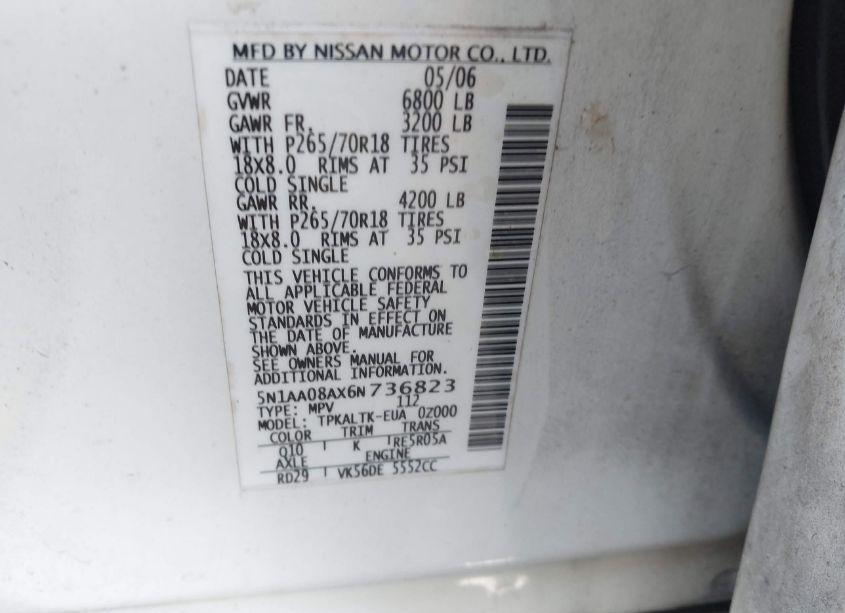 MFD BY NISSAN MOTOR CO., LTD.
DATE 05/06
GVWR 6800 LB
GAWR FR. 3200 LB
WITH P265/70R18 TIRES
18X8.0 RIMS AT 35 PSI
COLD SINGLE
GAWR RR. 4200 LB
WITH P265/70R18 TIRES
18X8.0 RIMS AT 35 PSI
COLD SINGLE
THIS VEHICLE CONFORMS TO
ALL APPLICABLE FEDERAL
MOTOR VEHICLE SAFETY
STANDARDS IN EFFECT ON
THE DATE OF MANUFACTURE
SHOWN ABOVE.
SEE OWNERS MANUAL FOR
ADDITIONAL INFORMATION.
5N1AA08AX6N736823
TYPE: MPV 112
MODEL: TPKALTK-EUA 0Z000
COLOR TRIM TRANS
Q10 K RE5R05A
AXLE ENGINE
RD29 VK56DE 5552CC